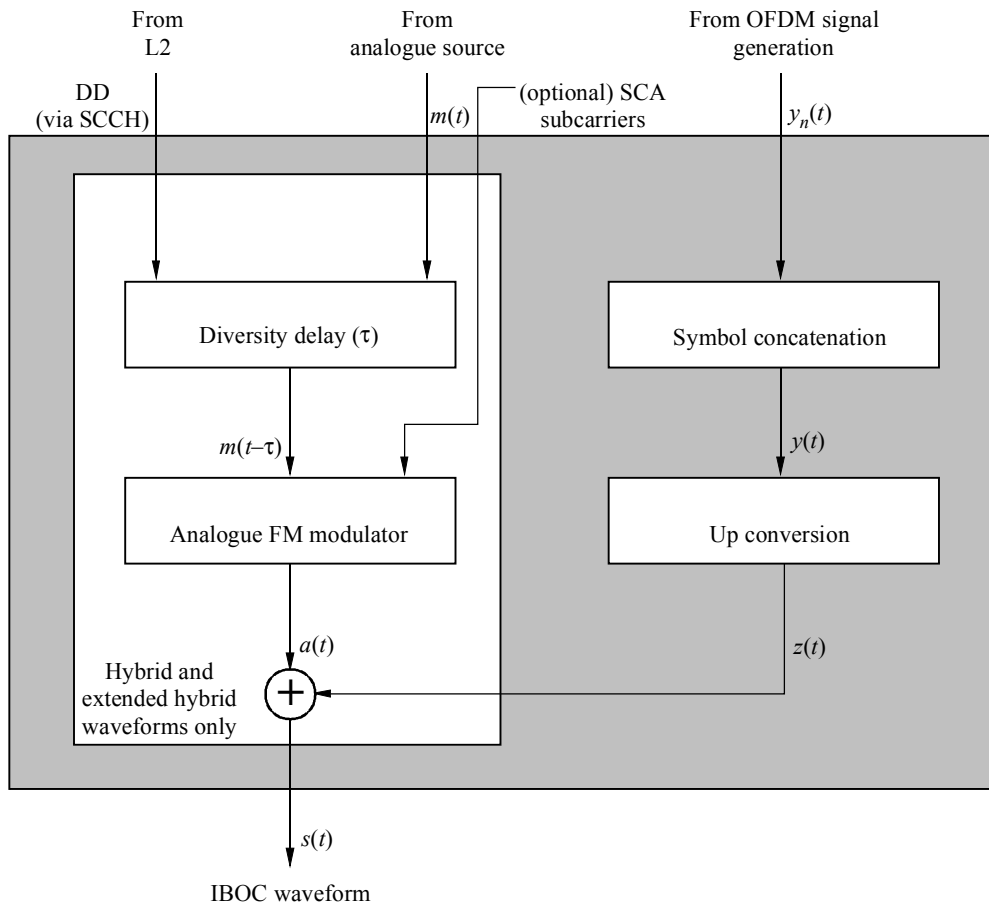 From
L2
From
analogue source
From OFDM signal
generation
DD
(via SCCH)
m(t)
(optional) SCA
subcarriers
yn(t)
Diversity delay (τ)
Symbol concatenation
m(t–τ)
y(t)
Analogue FM modulator
Up conversion
a(t)
z(t)
Hybrid and
extended hybrid
waveforms only
+
s(t)
IBOC waveform